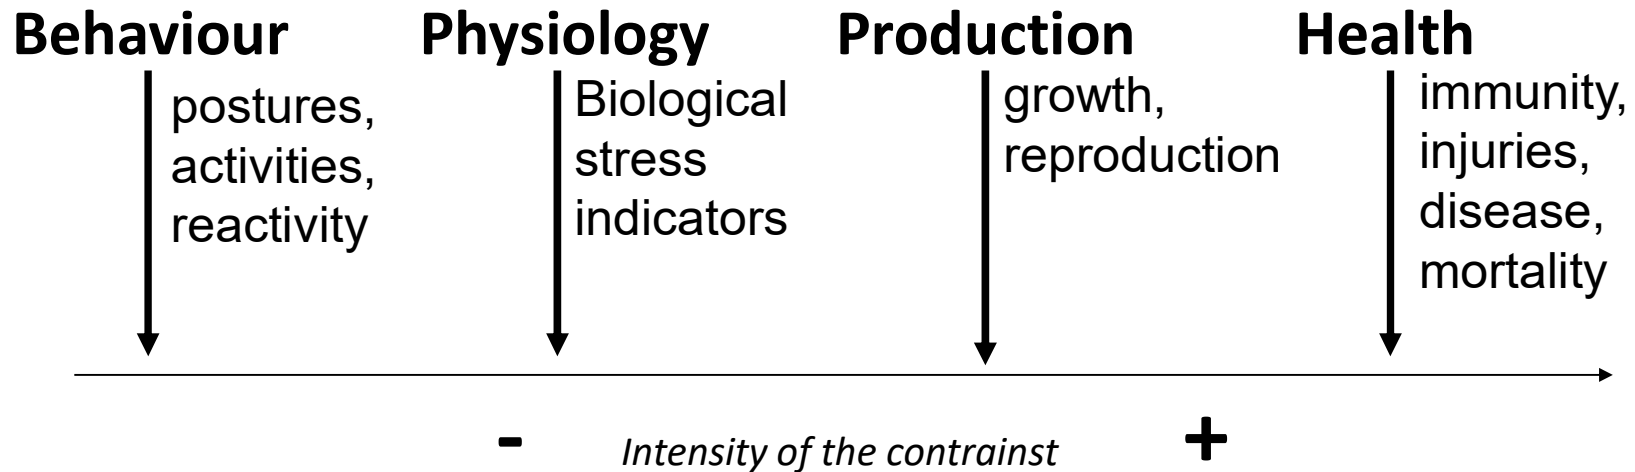 Behaviour
postures,
activities,
reactivity
Physiology
Biological
stress
indicators
Production
growth,
reproduction
Health
immunity,
injuries,
disease,
mortality
- Intensity of the contrainst +